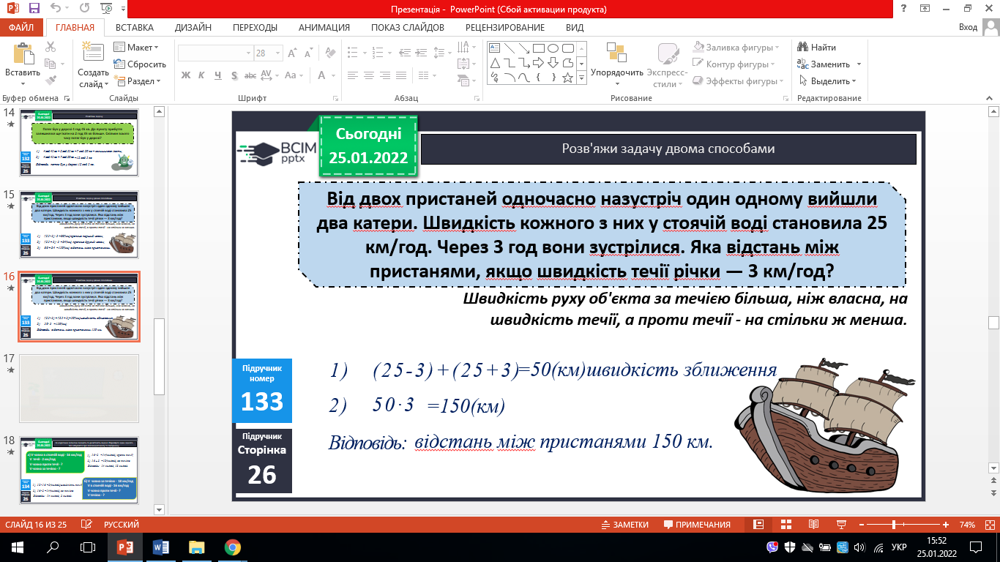 Презентація - PowerPoint (Сбой активации продукта)
ФАЙЛ ГЛАВНАЯ ВСТАВКА ДИЗАЙН ПЕРЕХОДЫ АНИМАЦИЯ ПОКАЗ СЛАЙДОВ РЕЦЕНЗИРОВАНИЕ ВИД Вход
Вставить
Буфер обмена
Создать слайд
Макет
Сбросить
Раздел
Слайды
28
Ж К Ч S abc AV Aa А
Шрифт
Абзац
Упорядочить
Экспресс-стили
Заливка фигуры
Контур фигуры
Эффекты фигуры
Рисование
Найти
Заменить
Выделить
Редактирование
14
15
16
17
18
Сьогодні
25.01.2022
ВСІМ
pptx
Розв'яжи задачу двома способами
Від двох пристаней одночасно назустріч один одному вийшли
два катери. Швидкість кожного з них у стоячій воді становила 25
км/год. Через 3 год вони зустрілися. Яка відстань між
пристанями, якщо швидкість течії річки — 3 км/год?
Швидкість руху об'єкта за течією більша, ніж власна, на
швидкість течії, а проти течії - на стільки ж менша.
Підручник
номер
133
1) (25-3)+(25+3)=50(км)швидкість зближення
2) 50·3 =150(км)
Підручник
Сторінка
26
Відповідь: відстань між пристанями 150 км.
СЛАЙД 16 ИЗ 25 РУССКИЙ ЗАМЕТКИ ПРИМЕЧАНИЯ 74%
УКР
15:52
25.01.2022